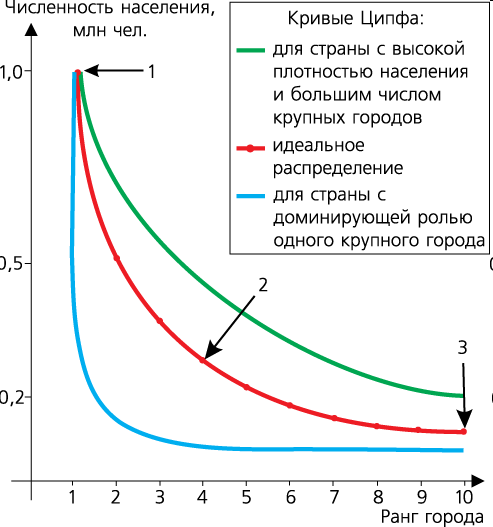 Численность населения,
млн чел.
Кривые Ципфа:
для страны с высокой
плотностью населения
и большим числом
крупных городов
идеальное
распределение
для страны с
доминирующей ролью
одного крупного города
1,0
0,5
0,2
1
2
3
1 2 3 4 5 6 7 8 9 10
Ранг города
0
0